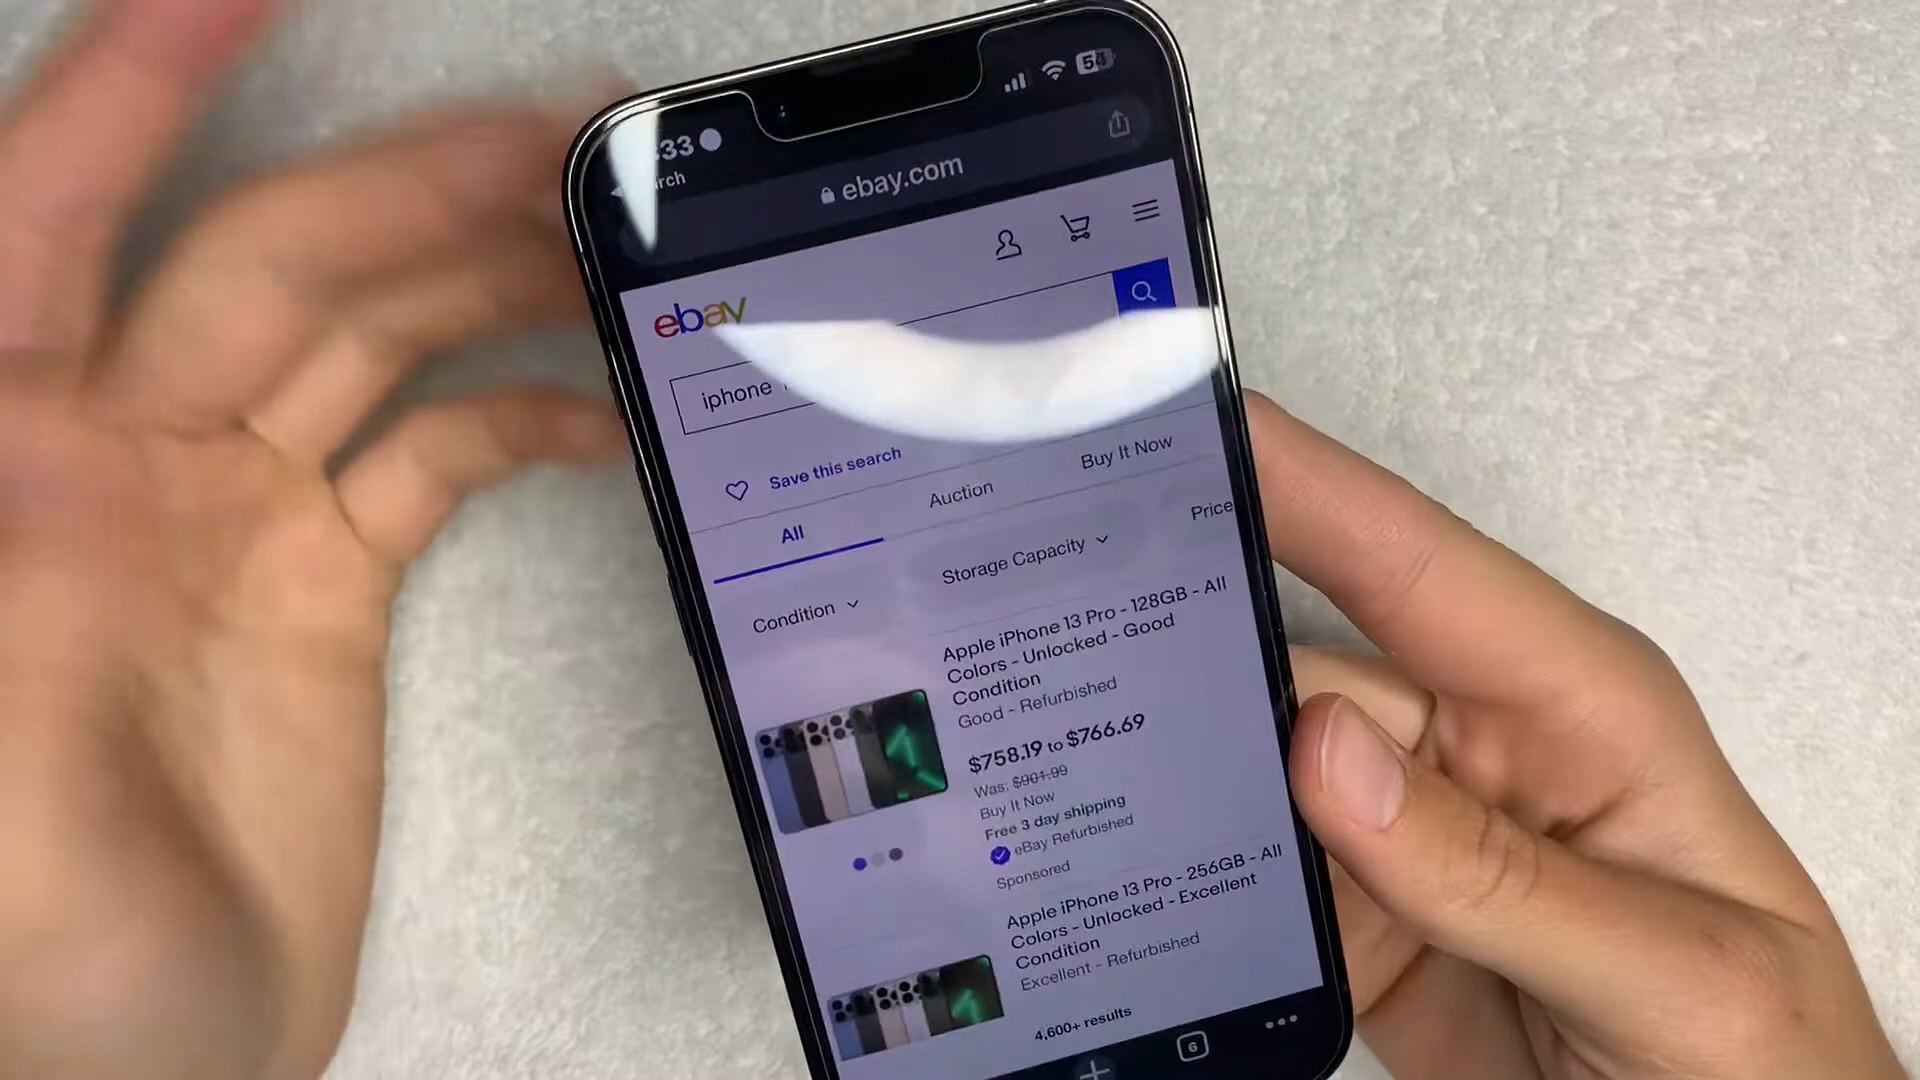 :33
54
ebay.com
ebay
iphone
Save this search
All
Auction
Buy It Now
Condition
Storage Capacity
Price
Apple iPhone 13 Pro - 128GB - All
Colors - Unlocked - Good
Condition
Good - Refurbished
$758.19 to $766.69
Was: $901.99
Buy It Now
Free 3 day shipping
eBay Refurbished
Sponsored
Apple iPhone 13 Pro - 256GB - All
Colors - Unlocked - Excellent
Condition
Excellent - Refurbished
4,600+ results
6